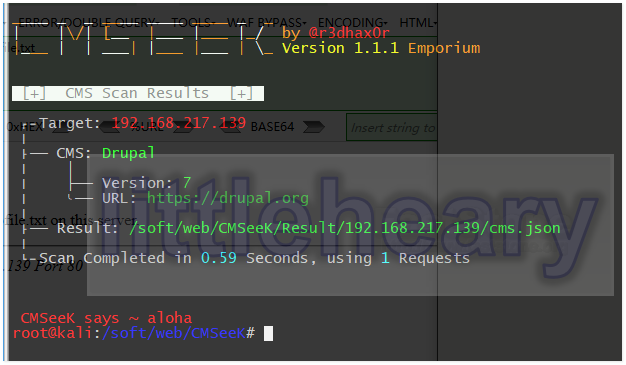 ERROR/DOUBLE QUERY TOOLS WAF BYPASS ENCODING HTML
by @r3dhax0r
Version 1.1.1 Emporium
file.txt
[+] CMS Scan Results [+]
Target: 192.168.217.139
0xHEX %URL BASE64 Insert string to
CMS: Drupal
Version: 7
URL: https://drupal.org
file.txt on this server.
Result: /soft/web/CMSeeK/Result/192.168.217.139/cms.json
.139 Port 80
Scan Completed in 0.59 Seconds, using 1 Requests
littleheary
CMSeeK says ~ aloha
root@kali:/soft/web/CMSeeK#